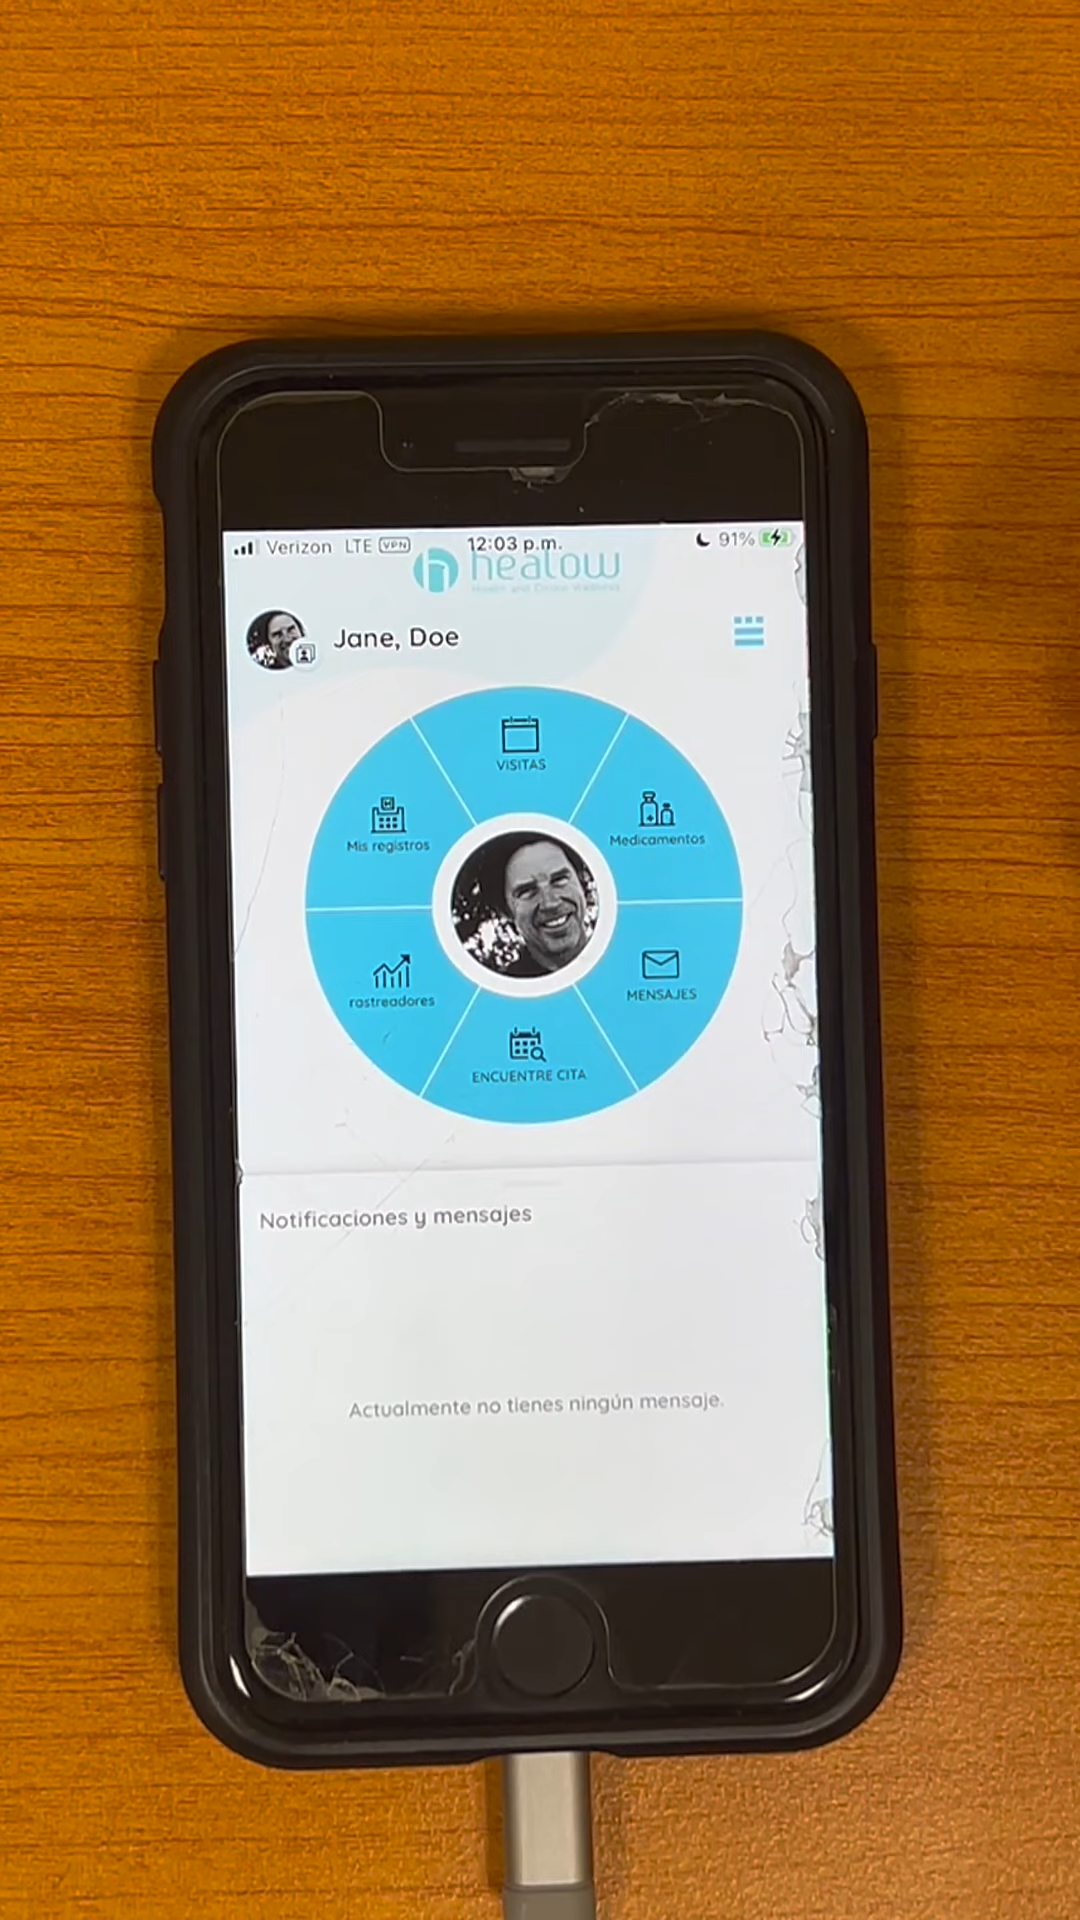 Verizon LTE VPN 12:03 p.m. 91%
healow
Jane, Doe
VISITAS
Mis registros
Medicamentos
rastreadores
MENSAJES
ENCUENTRE CITA
Notificaciones y mensajes
Actualmente no tienes ningún mensaje.